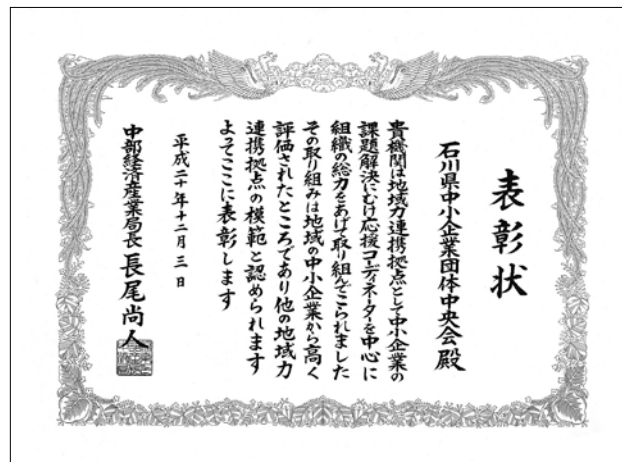 表彰状
石川県中小企業団体中央会殿
貴機関は地域力連携拠点として中小企業の
課題解決にむけ応援コーディネータを中心に
組織の総力をあげて取り組んでこられました
その取り組みは地域の中小企業から高く
評価されたところであり他の地域力
連携拠点の模範と認められます
よってここに表彰します
平成二十年十二月三日
中部経済産業局長 長尾尚人